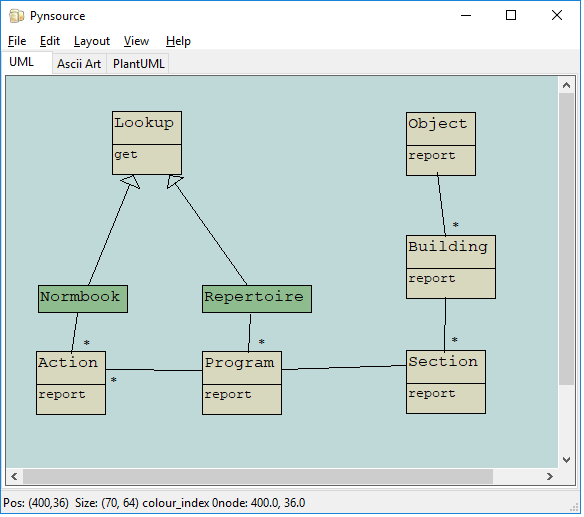 Pynsource
File Edit Layout View Help
UML Ascii Art PlantUML
Lookup
get
Object
report
*
Building
report
Normbook
Repertoire
*
*
*
Action
report
*
Program
report
Section
report
Pos: (400,36) Size: (70, 64) colour_index 0node: 400.0, 36.0